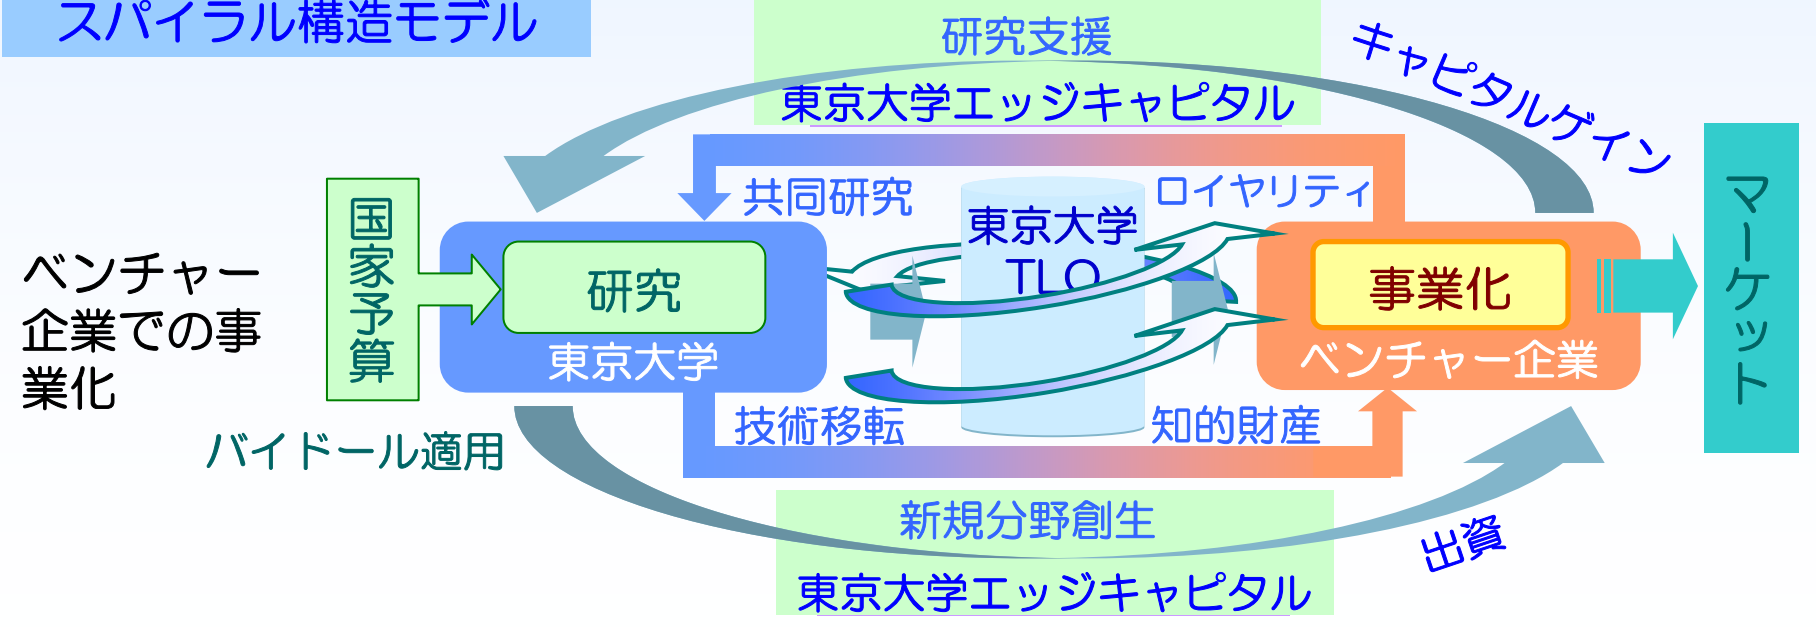 スパイラル構造モデル
研究支援
東京大学エッジキャピタル
キャピタルゲイン
共同研究
ロイヤリティ
国家予算
東京大学
TLO
マーケット
研究
東京大学
事業化
ベンチャー企業
ベンチャー
企業での事
業化
技術移転
知的財産
バイドール適用
新規分野創生
出資
東京大学エッジキャピタル